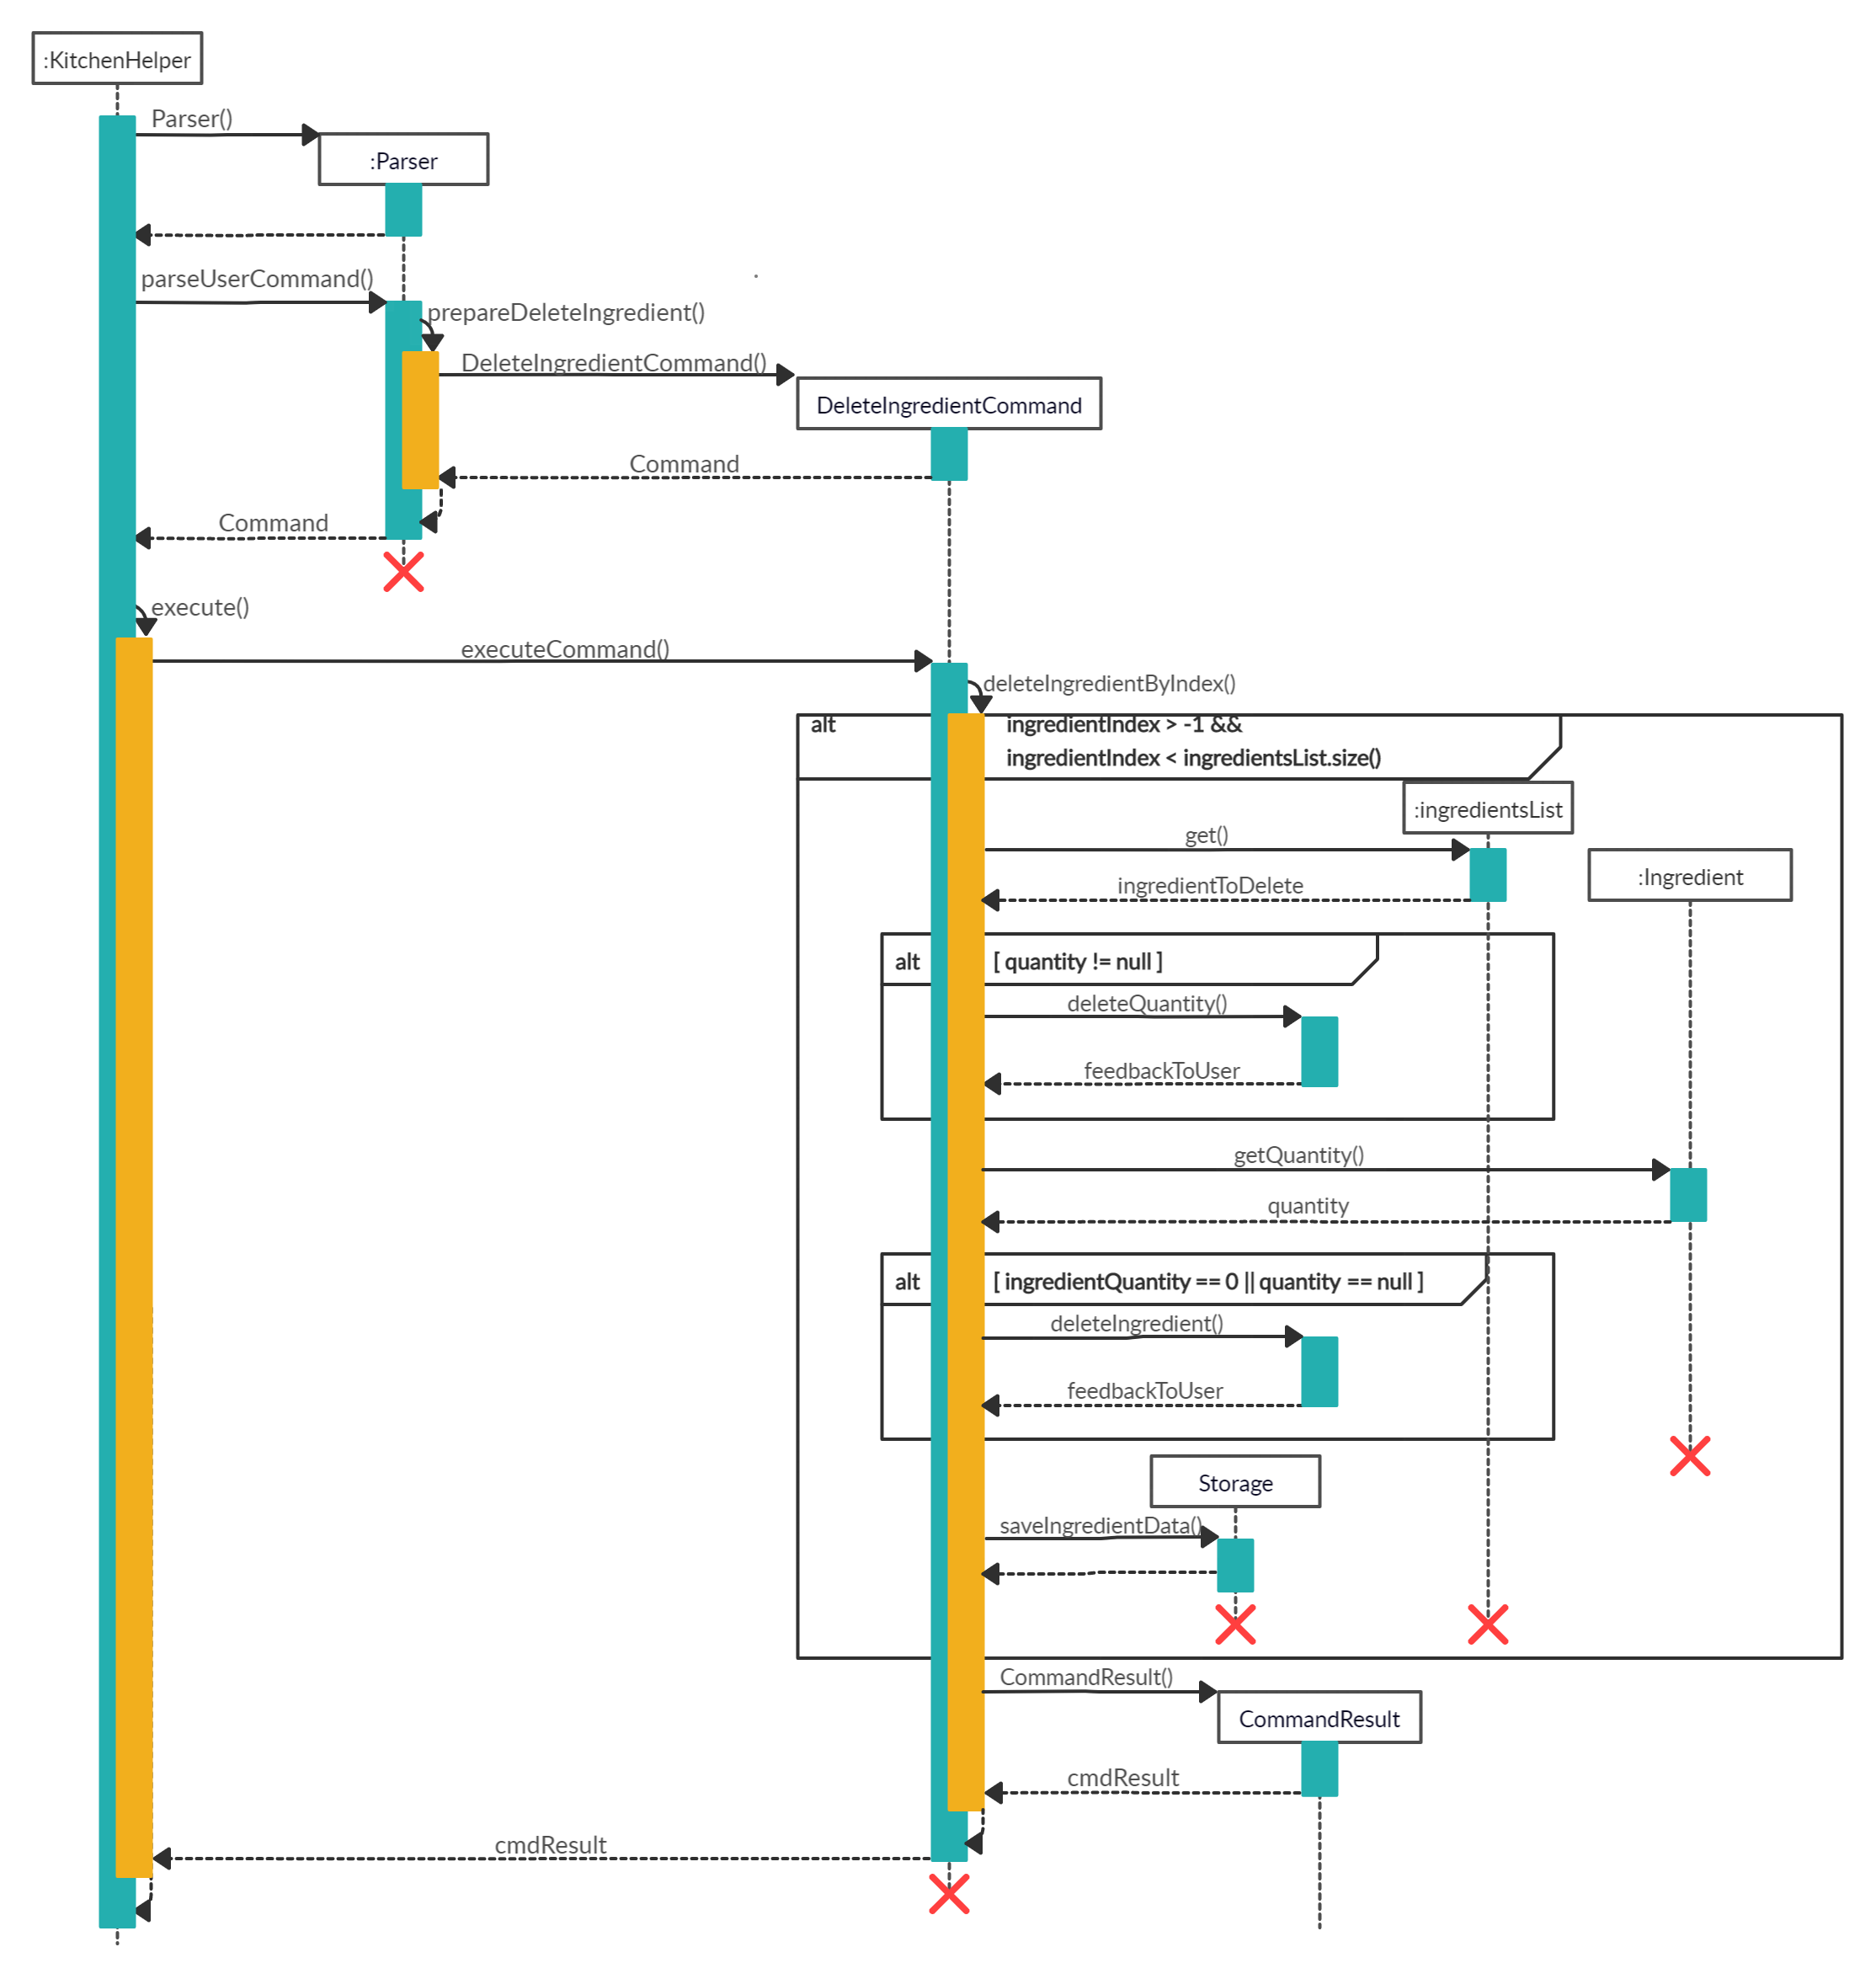 :KitchenHelper
Parser()
:Parser
parseUserCommand()
prepareDeleteIngredient()
DeleteIngredientCommand()
DeleteIngredientCommand
Command
Command
execute()
executeCommand()
deleteIngredientByIndex()
alt
ingredientIndex > -1 &&
ingredientIndex < ingredientsList.size()
:ingredientsList
get()
:Ingredient
ingredientToDelete
alt [ quantity != null ]
deleteQuantity()
feedbackToUser
getQuantity()
quantity
alt [ ingredientQuantity == 0 || quantity == null ]
deleteIngredient()
feedbackToUser
Storage
saveIngredientData()
CommandResult()
CommandResult
cmdResult
cmdResult